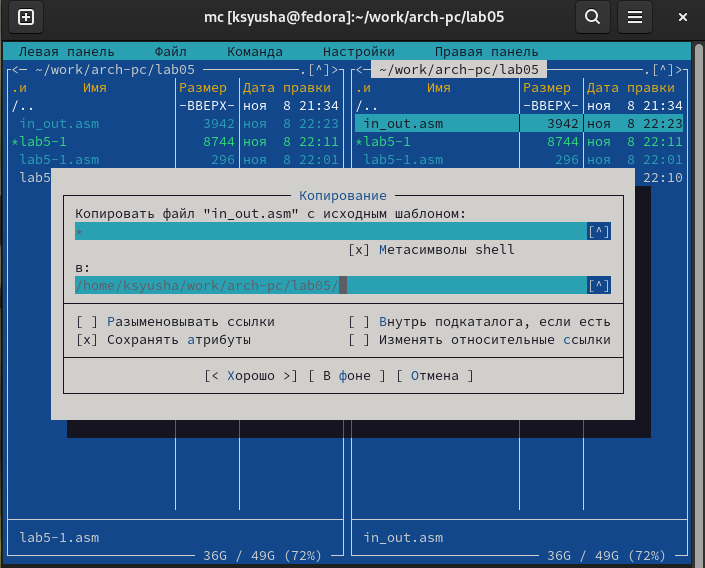 mc [ksyusha@fedora]:~/work/arch-pc/lab05
Левая панель Файл Команда Настройки Правая панель
<— ~/work/arch-pc/lab05 .[^]> <— ~/work/arch-pc/lab05 .[^]>
.и Имя Размер Дата правки .и Имя Размер Дата правки
/.. -ВВЕРХ- ноя 8 21:34 /.. -ВВЕРХ- ноя 8 21:34
in_out.asm 3942 ноя 8 22:23 in_out.asm 3942 ноя 8 22:23
*lab5-1 8744 ноя 8 22:11 *lab5-1 8744 ноя 8 22:11
lab5-1.asm 296 ноя 8 22:01 lab5-1.asm 296 ноя 8 22:01
lab5 22:10
Копирование
Копировать файл "in_out.asm" с исходным шаблоном:
* [^]
[x] Метасимволы shell
в:
/home/ksyusha/work/arch-pc/lab05/ [^]
[ ] Разыменовывать ссылки [ ] Внутрь подкаталога, если есть
[x] Сохранять атрибуты [ ] Изменять относительные ссылки
[< Хорошо >] [ В фоне ] [ Отмена ]
lab5-1.asm in_out.asm
36G / 49G (72%) 36G / 49G (72%)